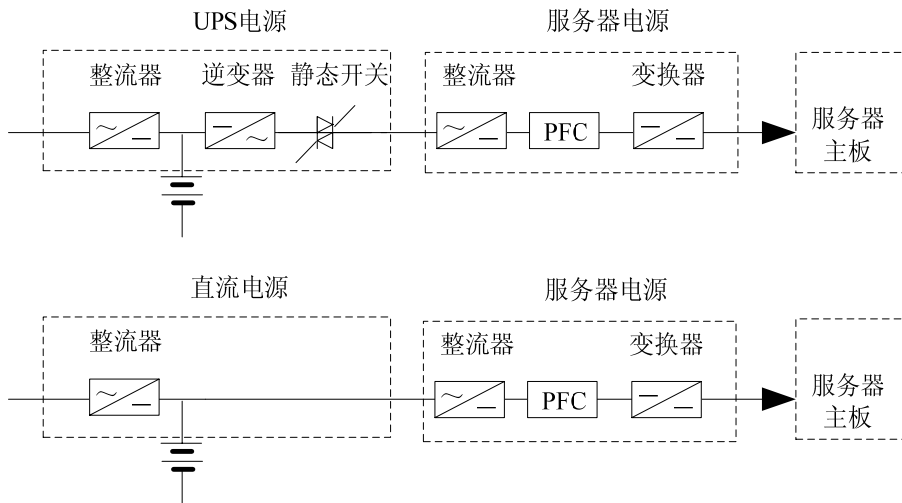 UPS电源
服务器电源
整流器
逆变器
静态开关
整流器
变换器
PFC
服务器
主板
直流电源
服务器电源
整流器
整流器
变换器
PFC
服务器
主板